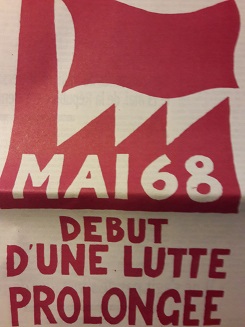 MAI 68
DEBUT
D'UNE LUTTE
PROLONGEE